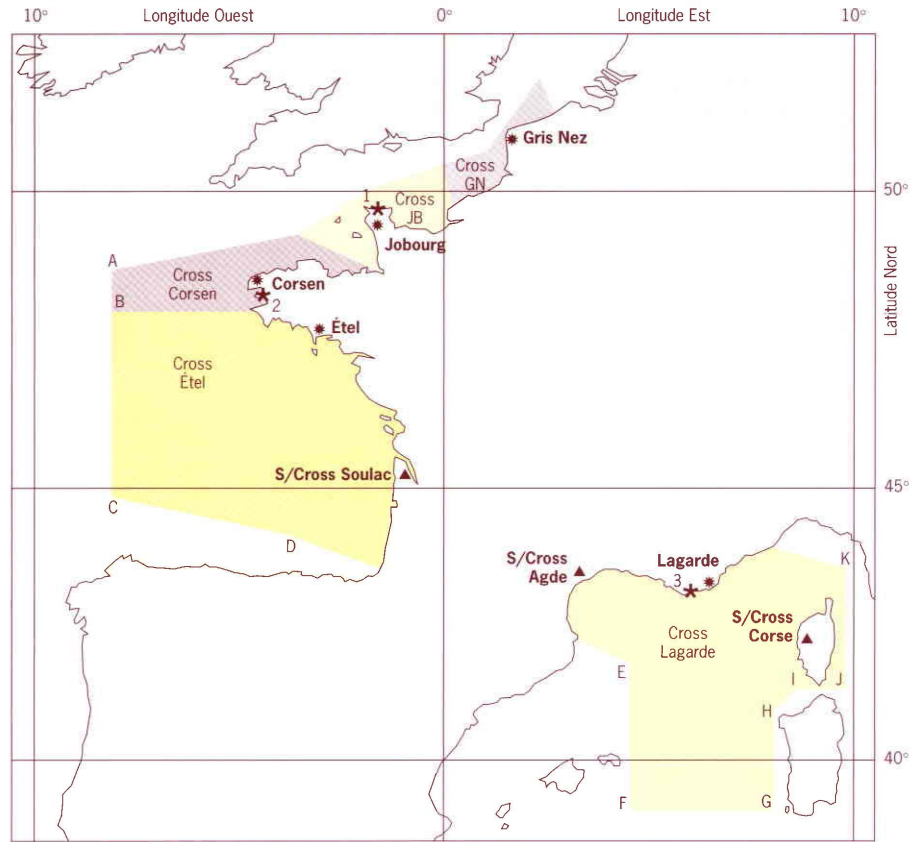 10°
Longitude Ouest
0°
Longitude Est
10°
Gris Nez
Cross
GN
50°
1
Cross
JB
Jobourg
A
Cross
Corsen
Corsen
B
2
Étel
Latitude Nord
Cross
Étel
S/Cross Soulac
45°
C
D
S/Cross
Agde
Lagarde
3
K
S/Cross
Corse
Cross
Lagarde
E
I
J
H
40°
F
G